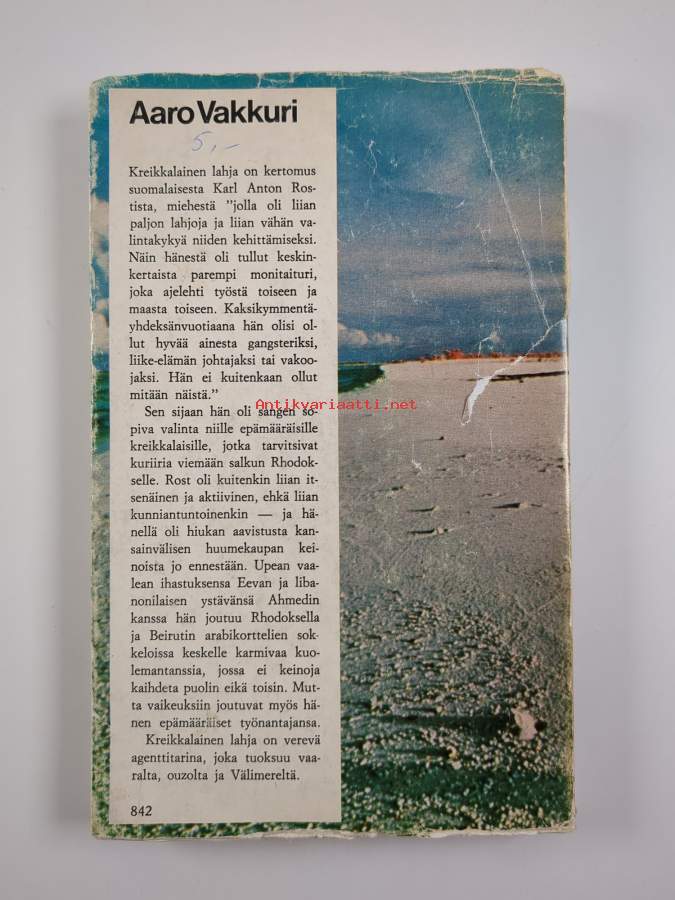 Aaro Vakkuri
5,-
Kreikkalainen lahja on kertomus
suomalaisesta Karl Anton Ros-
tista, miehestä ”jolla oli liian
paljon lahjoja ja liian vähän va-
lintakykyä niiden kehittämiseksi.
Näin hänestä oli tullut keskin-
kertaista parempi monitaituri,
joka ajelehti työstä toiseen ja
maasta toiseen. Kaksikymmentä-
yhdeksänvuotiaana hän olisi ol-
lut hyvää ainesta gangsteriksi,
liike-elämän johtajaksi tai vakoo-
jaksi. Hän ei kuitenkaan ollut
mitään näistä.”
Sen sijaan hän oli sangen so-
piva valinta niille epämääräisille
kreikkalaisille, jotka tarvitsivat
kuriiria viemään salkun Rhodok-
selle. Rost oli kuitenkin liian it-
senäinen ja aktiivinen, ehkä liian
kunniantuntoinenkin — ja hä-
nellä oli hiukan aavistusta kan-
sainvälisen huumekaupan kei-
noista jo ennestään. Upean vaa-
lean ihastuksensa Eevan ja liba-
nonilaisen ystävänsä Ahmedin
kanssa hän joutuu Rhodoksella
ja Beirutin arabikorttelien sok-
keloissa keskelle karmivaa kuo-
lemantanssia, jossa ei keinoja
kaihdeta puolin eikä toisin. Mut-
ta vaikeuksiin joutuvat myös hä-
nen epämääräiset työnantajansa.
Kreikkalainen lahja on verevä
agenttitarina, joka tuoksuu vaa-
ralta, ouzolta ja Välimereltä.
842
Antikvariaatti.net